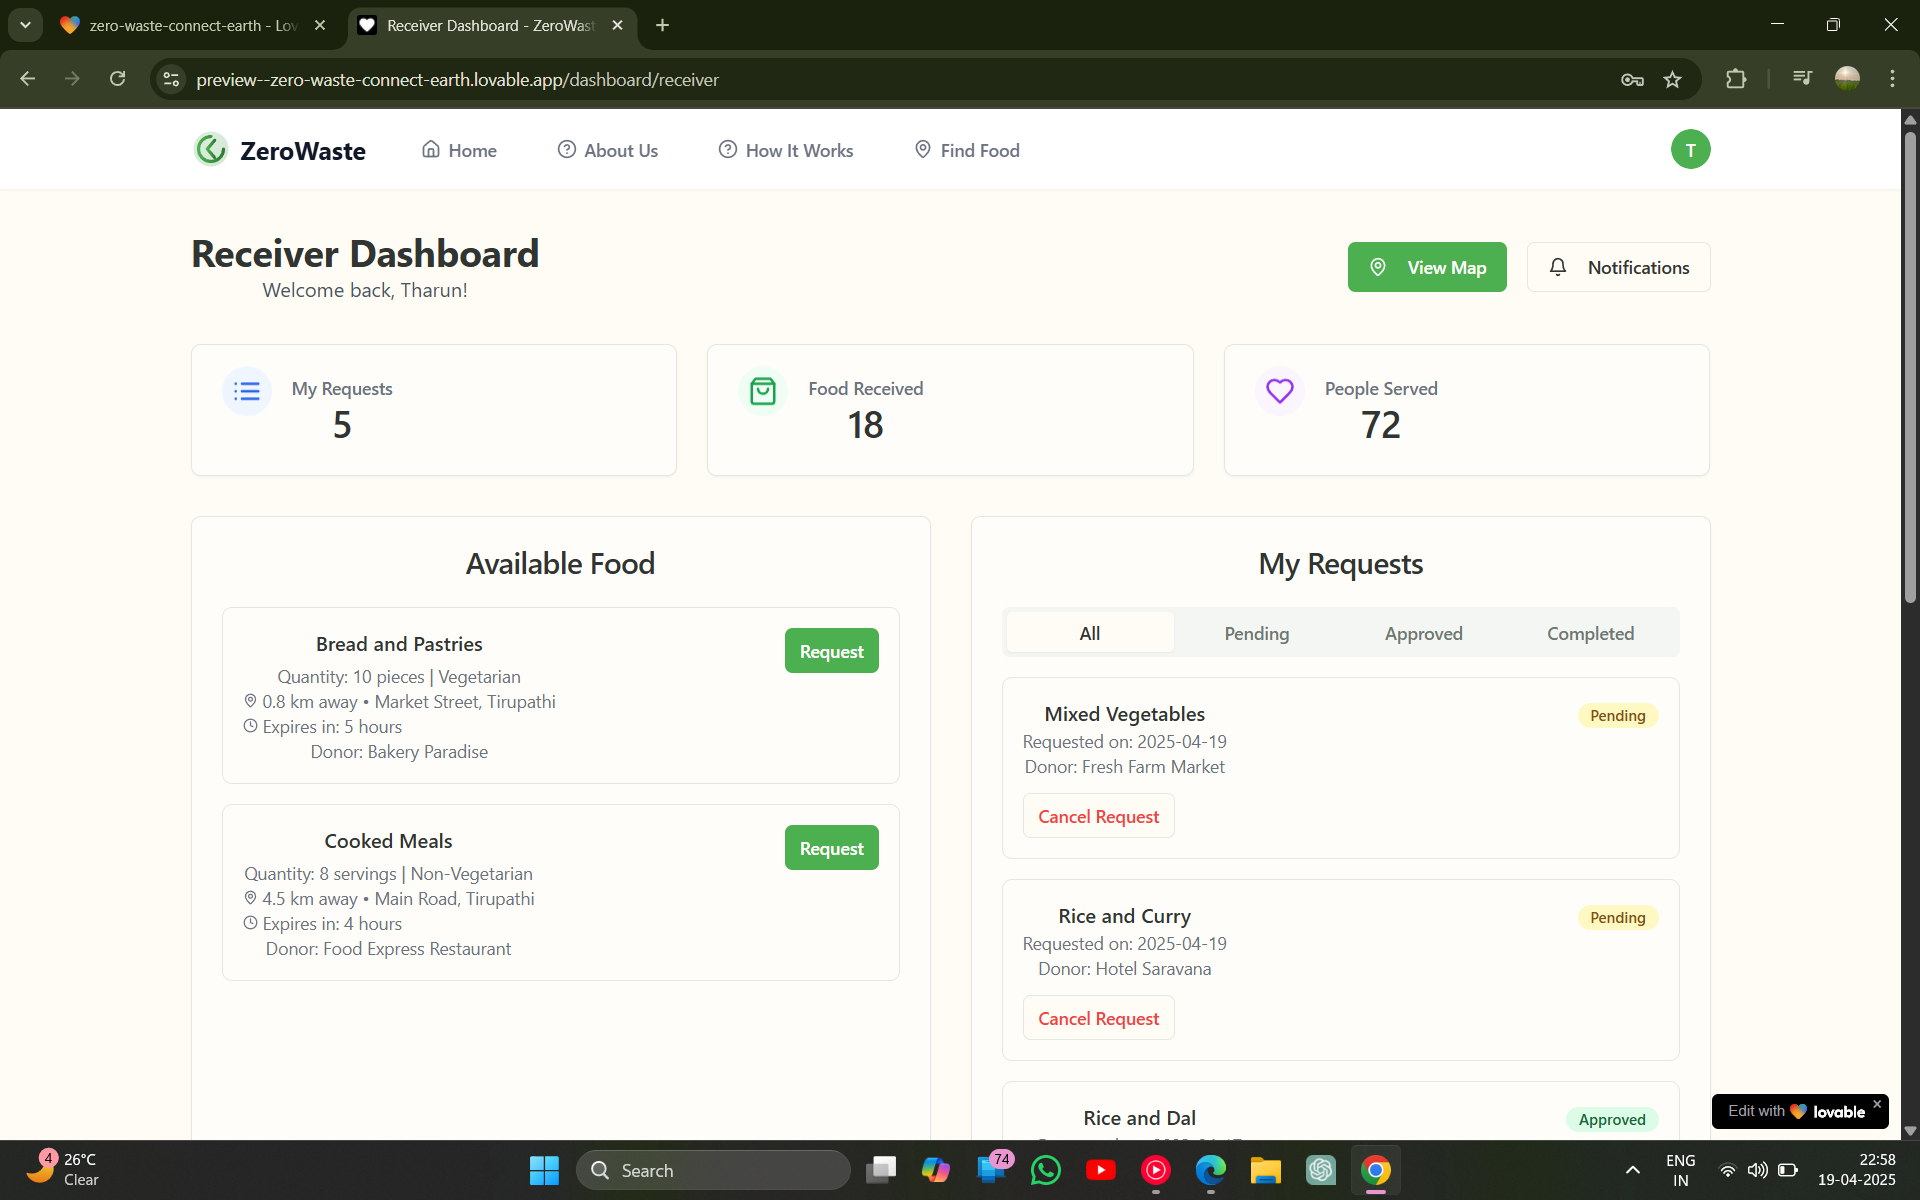 zero-waste-connect-earth - Lov
Receiver Dashboard - ZeroWast
preview--zero-waste-connect-earth.lovable.app/dashboard/receiver
ZeroWaste
Home
About Us
How It Works
Find Food
T
Receiver Dashboard
Welcome back, Tharun!
View Map
Notifications
My Requests
5
Food Received
18
People Served
72
Available Food
Bread and Pastries
Request
Quantity: 10 pieces | Vegetarian
0.8 km away • Market Street, Tirupathi
Expires in: 5 hours
Donor: Bakery Paradise
Cooked Meals
Request
Quantity: 8 servings | Non-Vegetarian
4.5 km away • Main Road, Tirupathi
Expires in: 4 hours
Donor: Food Express Restaurant
My Requests
All
Pending
Approved
Completed
Mixed Vegetables
Pending
Requested on: 2025-04-19
Donor: Fresh Farm Market
Cancel Request
Rice and Curry
Pending
Requested on: 2025-04-19
Donor: Hotel Saravana
Cancel Request
Rice and Dal
Approved
Edit with lovable
4
26°C
Clear
Search
74
ENG
IN
22:58
19-04-2025